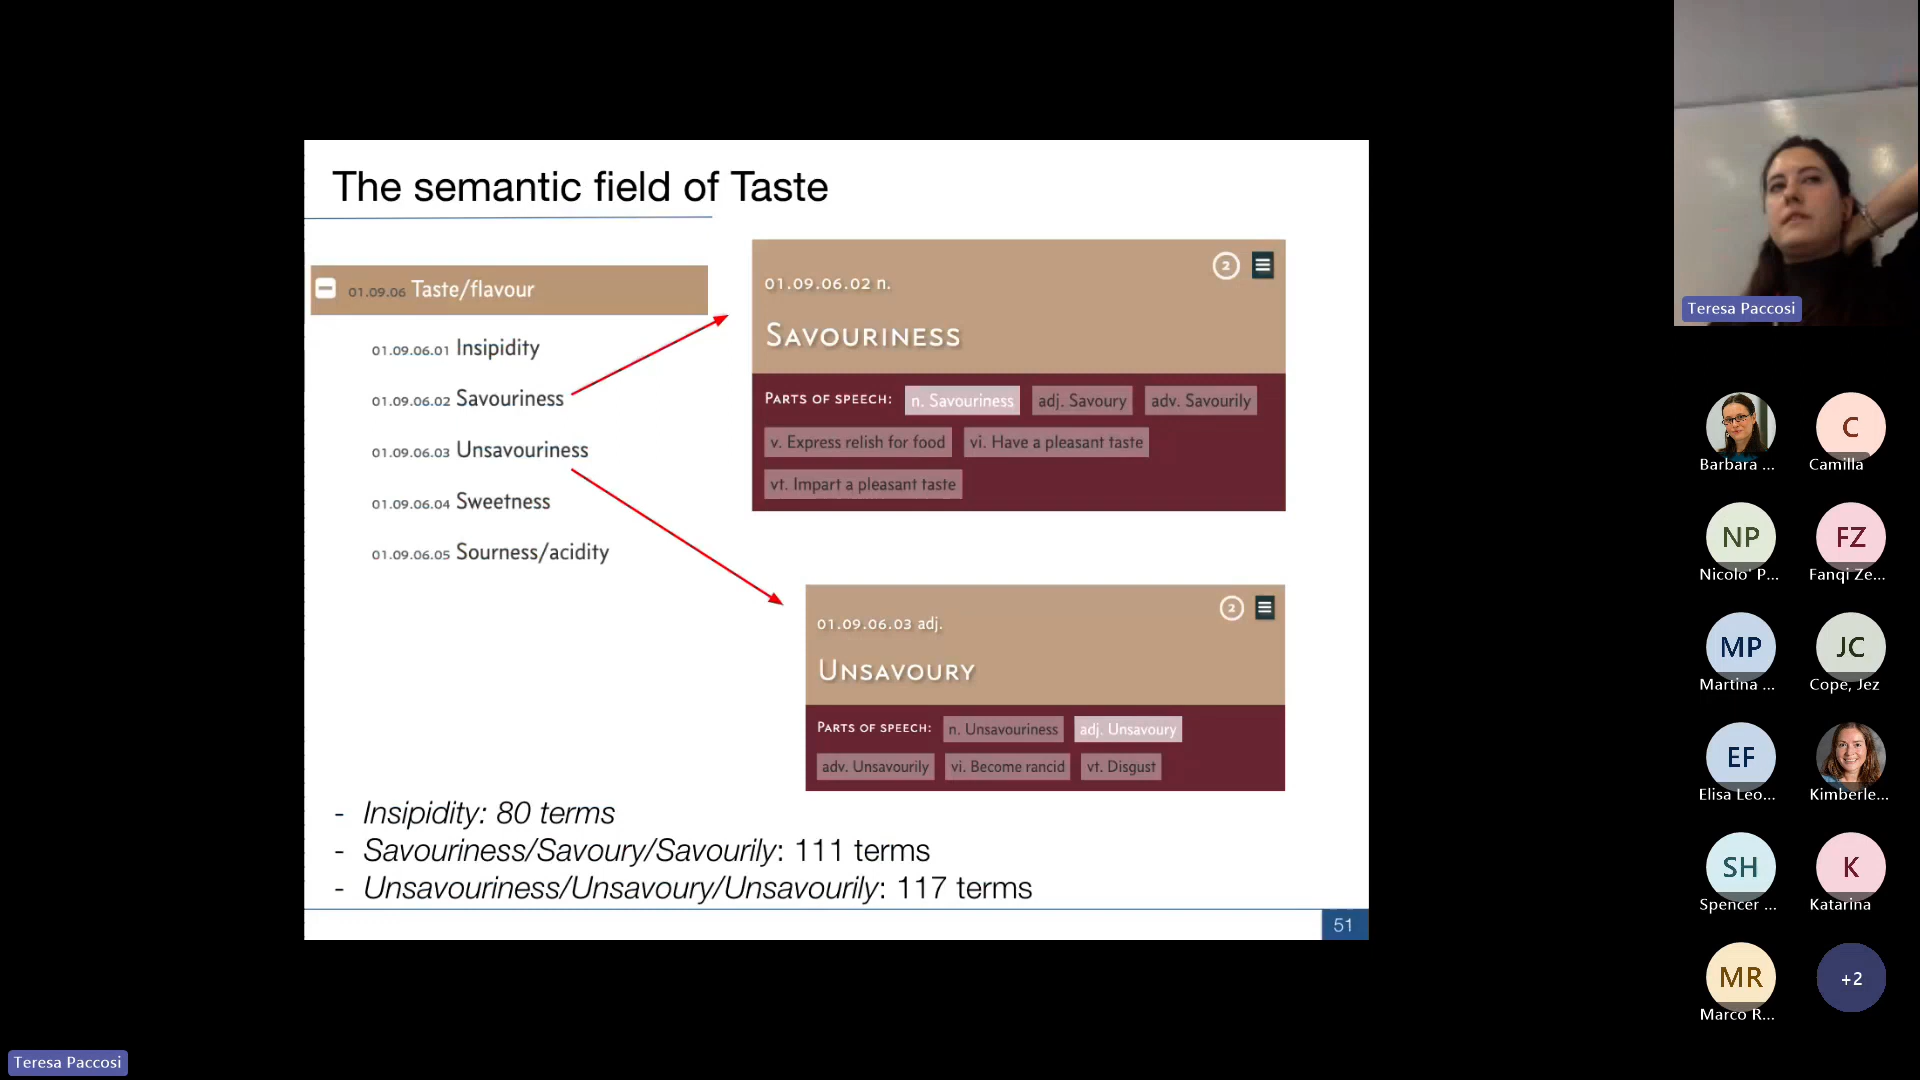 The semantic field of Taste
01.09.06 Taste/flavour
01.09.06.01 Insipidity
01.09.06.02 Savouriness
01.09.06.03 Unsavouriness
01.09.06.04 Sweetness
01.09.06.05 Sourness/acidity
2
01.09.06.02 n.
SAVOURINESS
PARTS OF SPEECH: n. Savouriness adj. Savoury adv. Savourily
v. Express relish for food vi. Have a pleasant taste
vt. Impart a pleasant taste
2
01.09.06.03 adj.
UNSAVOURY
PARTS OF SPEECH: n. Unsavouriness adj. Unsavoury
adv. Unsavourily vi. Become rancid vt. Disgust
- Insipidity: 80 terms
- Savouriness/Savoury/Savourily: 111 terms
- Unsavouriness/Unsavoury/Unsavourily: 117 terms
51
Teresa Paccosi
C
Barbara ... Camilla
NP FZ
Nicolo' P... Fanqi Ze...
MP JC
Martina ... Cope, Jez
EF
Elisa Leo... Kimberle...
SH K
Spencer ... Katarina
MR +2
Marco R...
Teresa Paccosi